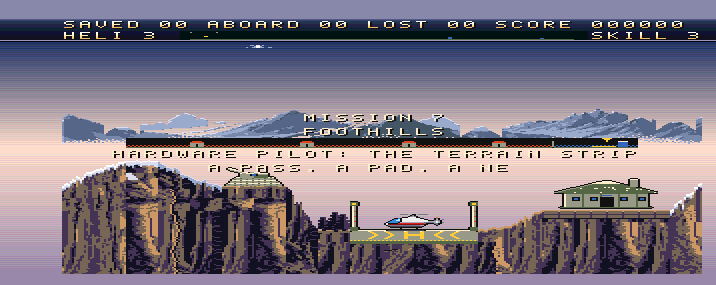 SAVED 00 ABOARD 00 LOST 00 SCORE 000000
HELI 3 SKILL 3
MISSION 7
FOOTHILLS
HARDWARE PILOT: THE TERRAIN STRIP
A PASS. A PAD. A NE
H